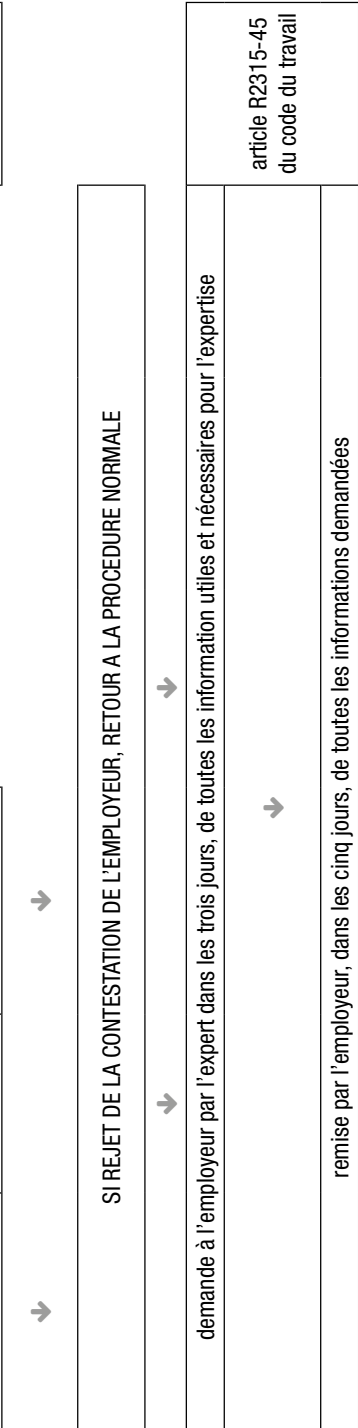 SI REJET DE LA CONTESTATION DE L'EMPLOYEUR, RETOUR A LA PROCEDURE NORMALE
demande à l'employeur par l'expert dans les trois jours, de toutes les information utiles et nécessaires pour l'expertise
article R2315-45
du code du travail
remise par l'employeur, dans les cinq jours, de toutes les informations demandées